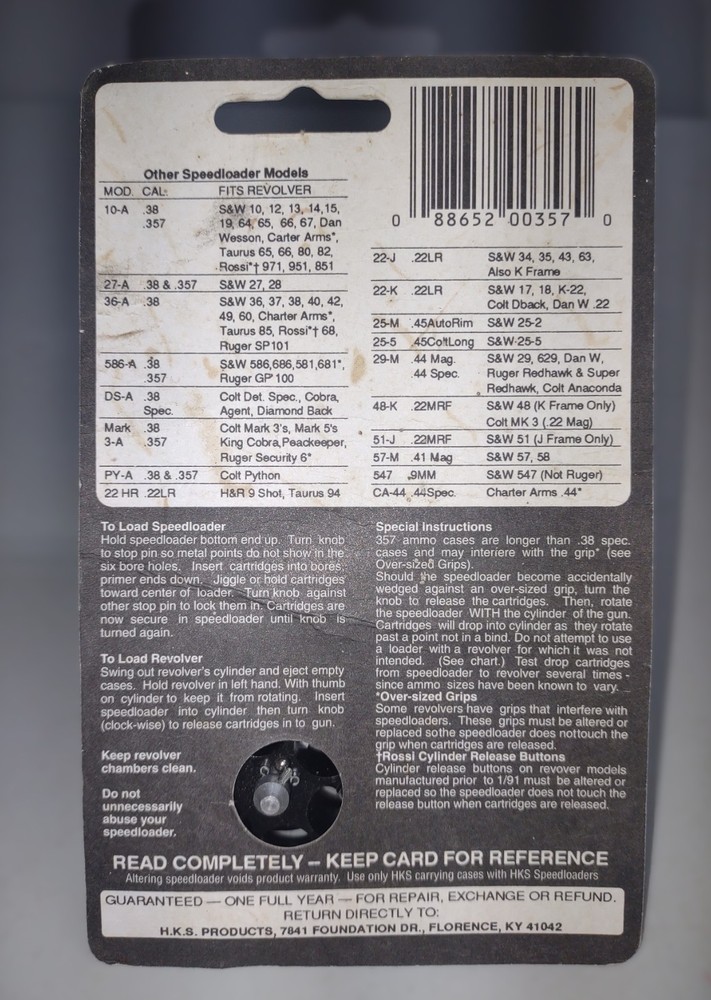 Other Speedloader Models
MOD. CAL. FITS REVOLVER
10-A .38 S&W 10, 12, 13, 14,15,
.357 19, 64, 65, 66, 67, Dan
Wesson, Carter Arms*,
Taurus 65, 66, 80, 82,
Rossi*† 971, 951, 851
27-A .38 & .357 S&W 27, 28
36-A .38 S&W 36, 37, 38, 40, 42,
49, 60, Charter Arms*,
Taurus 85, Rossi*† 68,
Ruger SP101
586-A .38 S&W 586,686,581,681*,
.357 Ruger GP 100
DS-A .38 Colt Det. Spec., Cobra,
Spec. Agent, Diamond Back
Mark .38 Colt Mark 3's, Mark 5's
3-A .357 King Cobra,Peackeeper,
Ruger Security 6*
PY-A .38 & .357 Colt Python
22 HR .22LR H&R 9 Shot, Taurus 94
0 88652 00357 0
22-J .22LR S&W 34, 35, 43, 63,
Also K Frame
22-K .22LR S&W 17, 18, K-22,
Colt Dback, Dan W .22
25-M .45AutoRim S&W 25-2
25-5 .45ColtLong S&W 25-5
29-M .44 Mag. S&W 29, 629, Dan W,
.44 Spec. Ruger Redhawk & Super
Redhawk, Colt Anaconda
48-K .22MRF S&W 48 (K Frame Only)
Colt MK 3 (.22 Mag)
51-J .22MRF S&W 51 (J Frame Only)
57-M .41 Mag S&W 57, 58
547 .9MM S&W 547 (Not Ruger)
CA-44 .44Spec. Charter Arms .44*
To Load Speedloader
Hold speedloader bottom end up. Turn knob
to stop pin so metal points do not show in the
six bore holes. Insert cartridges into bores,
primer ends down. Jiggle or hold cartridges
toward center of loader. Turn knob against
other stop pin to lock them in. Cartridges are
now secure in speedloader until knob is
turned again.
To Load Revolver
Swing out revolver's cylinder and eject empty
cases. Hold revolver in left hand. With thumb
on cylinder to keep it from rotating. Insert
speedloader into cylinder then turn knob
(clock-wise) to release cartridges in to gun.
Keep revolver
chambers clean.
Do not
unnecessarily
abuse your
speedloader.
Special instructions
357 ammo cases are longer than .38 spec.
cases and may interfere with the grip* (see
Over-sized Grips).
Should the speedloader become accidentally
wedged against an over-sized grip, turn the
knob to release the cartridges. Then, rotate
the speedloader WITH the cylinder of the gun.
Cartridges will drop into cylinder as they rotate
past a point not in a bind. Do not attempt to use
a loader with a revolver for which it was not
intended. (See chart.) Test drop cartridges
from speedloader to revolver several times -
since ammo sizes have been known to vary.
*Over-sized Grips
Some revolvers have grips that interfere with
speedloaders. These grips must be altered or
replaced sothe speedloader does nottouch the
grip when cartridges are released.
†Rossi Cylinder Release Buttons
Cylinder release buttons on revover models
manufactured prior to 1/91 must be altered or
replaced so the speedloader does not touch the
release button when cartridges are released.
READ COMPLETELY – KEEP CARD FOR REFERENCE
Altering speedloader voids product warranty. Use only HKS carrying cases with HKS Speedloaders
GUARANTEED — ONE FULL YEAR — FOR REPAIR, EXCHANGE OR REFUND.
RETURN DIRECTLY TO:
H.K.S. PRODUCTS, 7841 FOUNDATION DR., FLORENCE, KY 41042